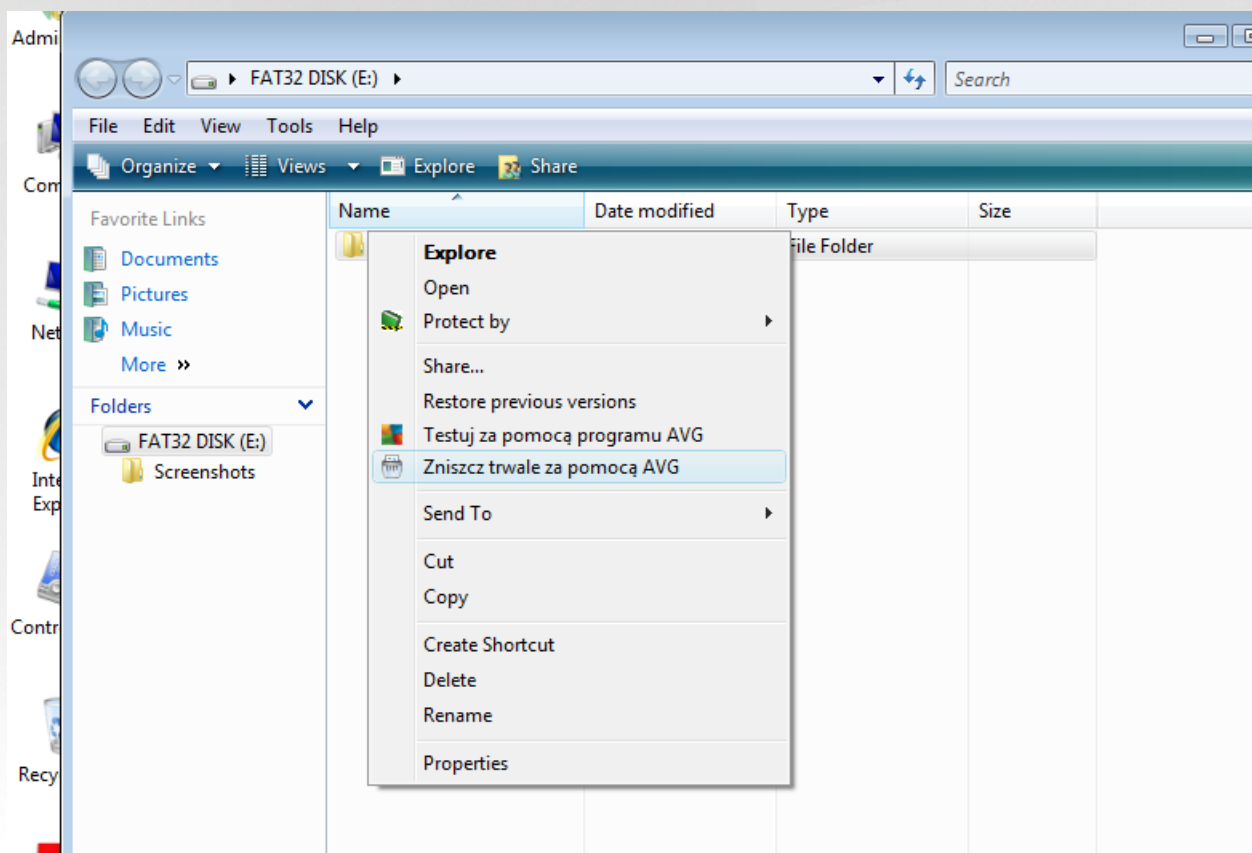 Admi
Com
Net
Inte
Exp
Contr
Recy
FAT32 DISK (E:)
Search
File Edit View Tools Help
Organize Views Explore Share
Favorite Links
Documents
Pictures
Music
More »
Folders
FAT32 DISK (E:)
Screenshots
Name Date modified Type Size
File Folder
Explore
Open
Protect by
Share...
Restore previous versions
Testuj za pomocą programu AVG
Zniszcz trwale za pomocą AVG
Send To
Cut
Copy
Create Shortcut
Delete
Rename
Properties